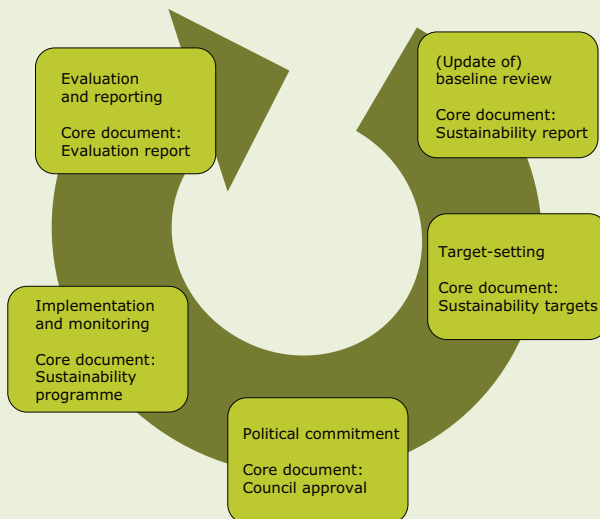 Evaluation
and reporting
Core document:
Evaluation report
(Update of)
baseline review
Core document:
Sustainability report
Target-setting
Core document:
Sustainability targets
Implementation
and monitoring
Core document:
Sustainability
programme
Political commitment
Core document:
Council approval